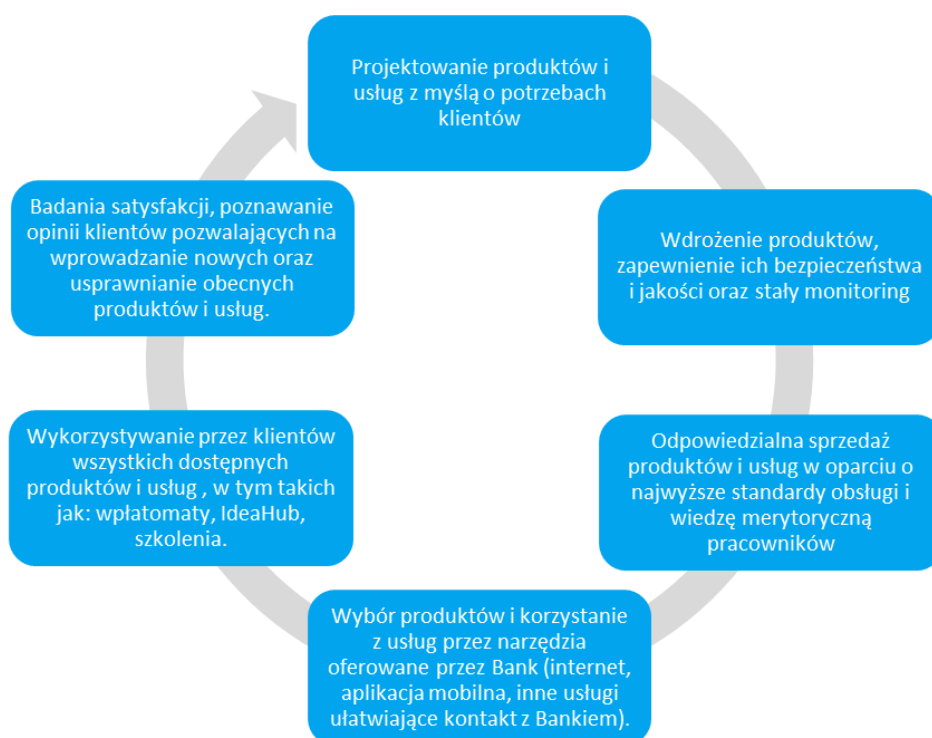 Projektowanie produktów i
usług z myślą o potrzebach
klientów
Wdrożenie produktów,
zapewnienie ich bezpieczeństwa
i jakości oraz stały monitoring
Odpowiedzialna sprzedaż
produktów i usług w oparciu o
najwyższe standardy obsługi i
wiedzę merytoryczną
pracowników
Wybór produktów i korzystanie
z usług przez narzędzia
oferowane przez Bank (internet,
aplikacja mobilna, inne usługi
ułatwiające kontakt z Bankiem).
Wykorzystywanie przez klientów
wszystkich dostępnych
produktów i usług , w tym takich
jak: wpłatomaty, IdeaHub,
szkolenia.
Badania satysfakcji, poznawanie
opinii klientów pozwalających na
wprowadzanie nowych oraz
usprawnianie obecnych
produktów i usług.